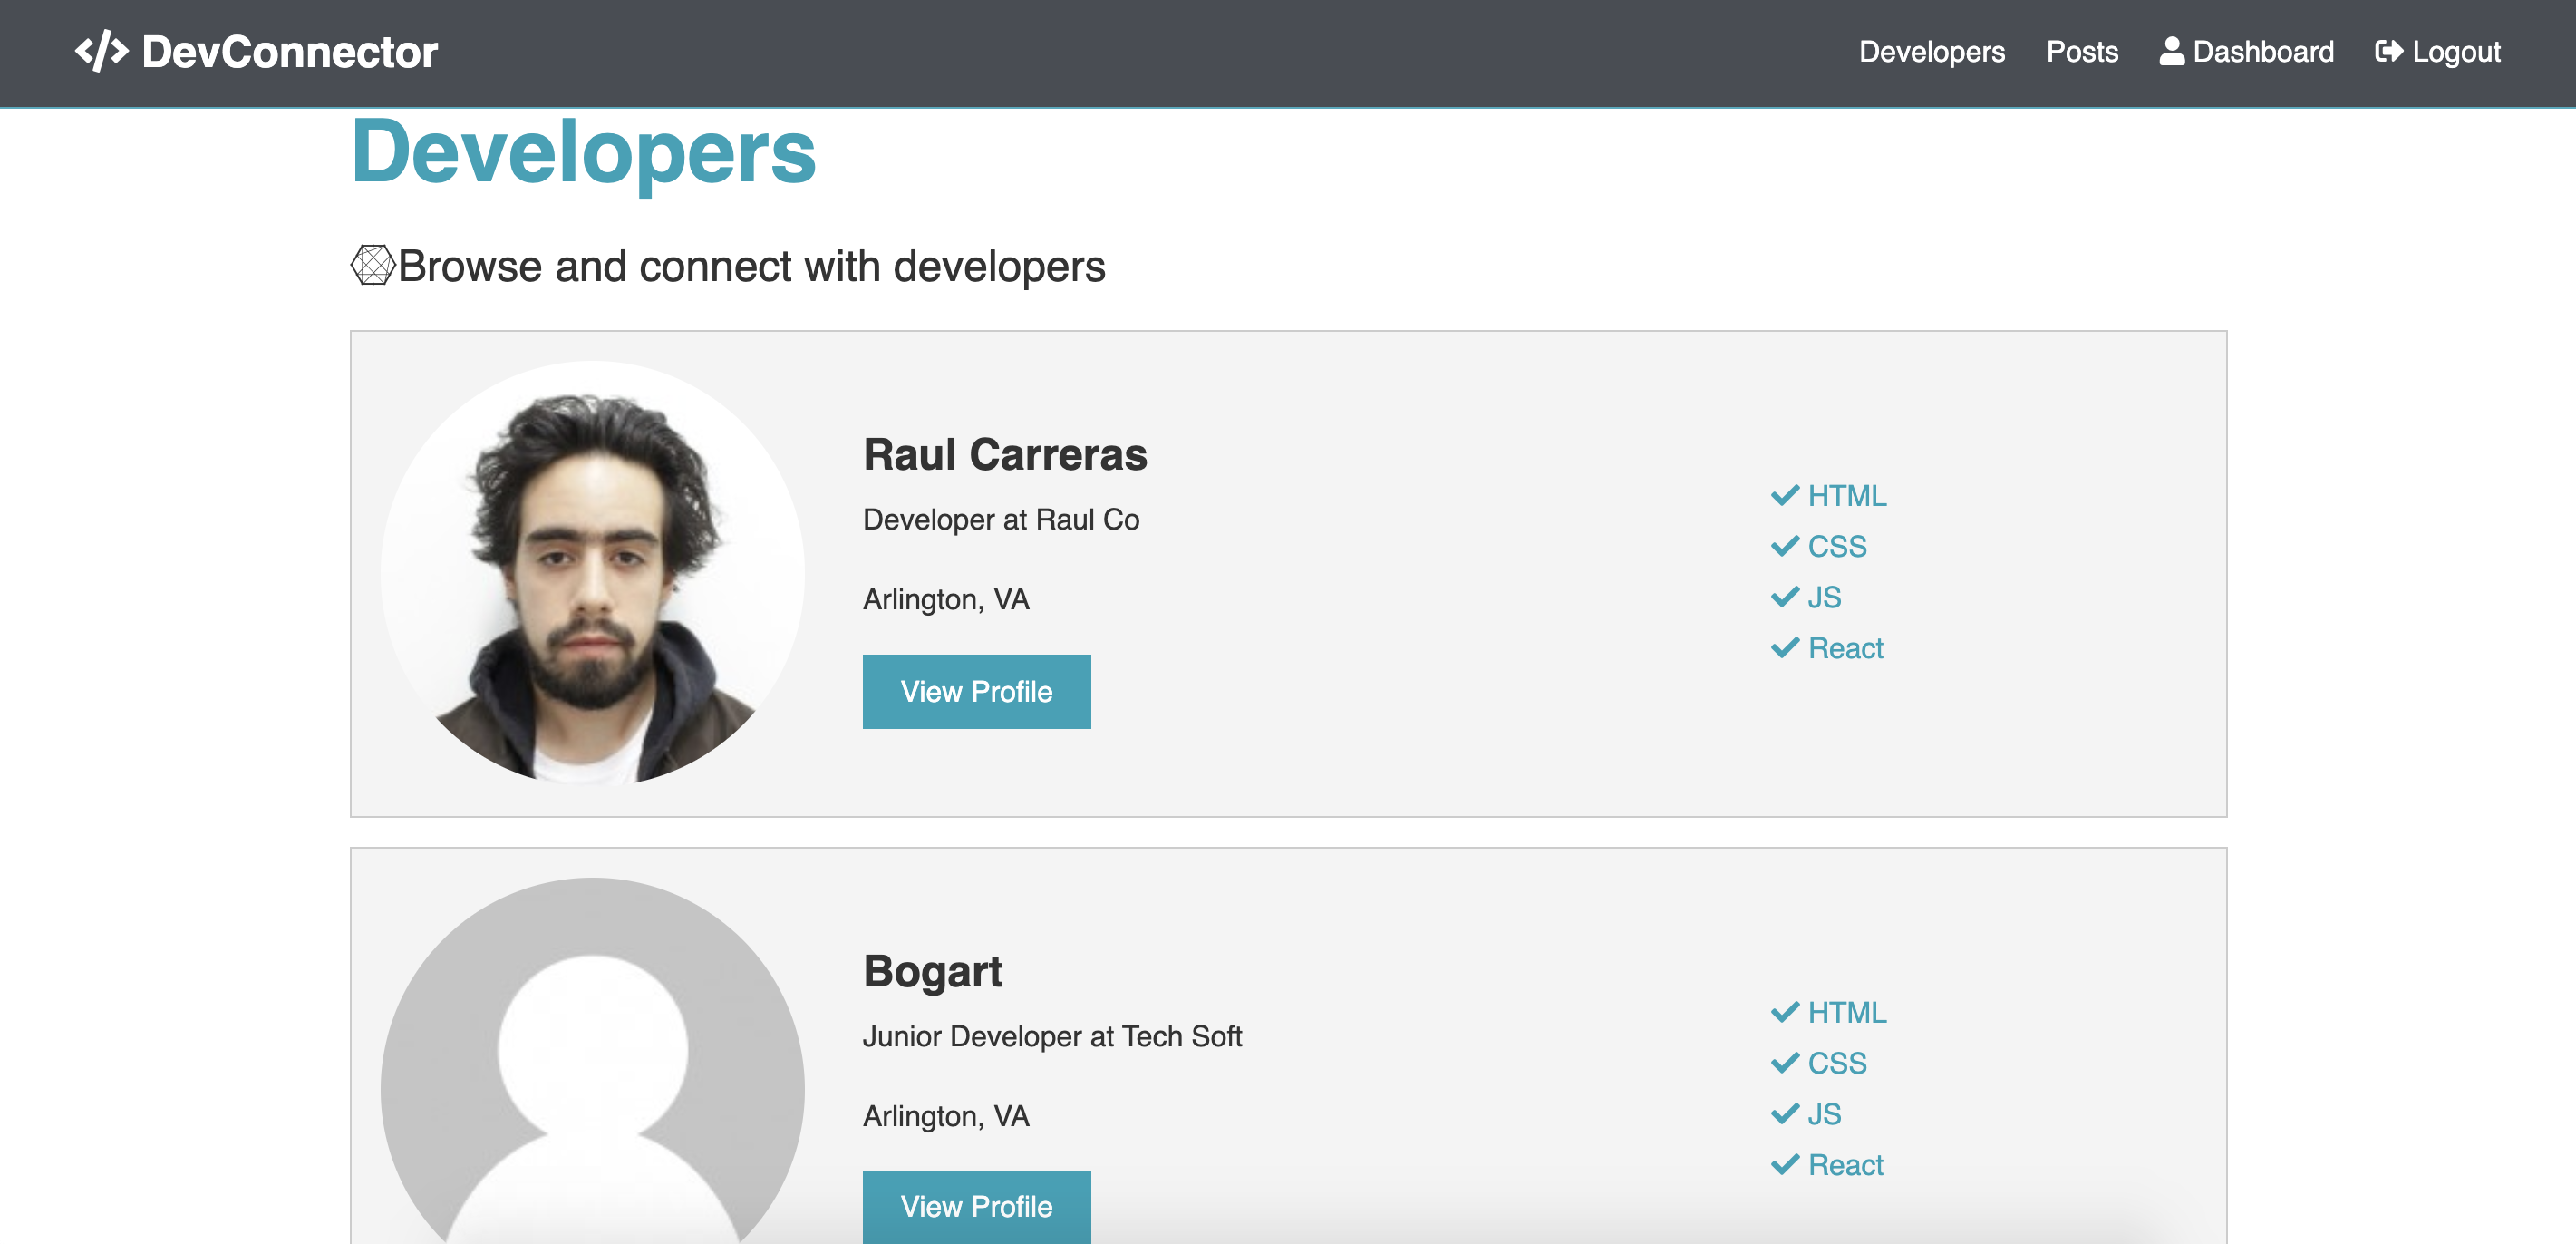 DevConnector
Developers Posts Dashboard Logout
Developers
Browse and connect with developers
Raul Carreras
Developer at Raul Co
Arlington, VA
View Profile
HTML
CSS
JS
React
Bogart
Junior Developer at Tech Soft
Arlington, VA
View Profile
HTML
CSS
JS
React